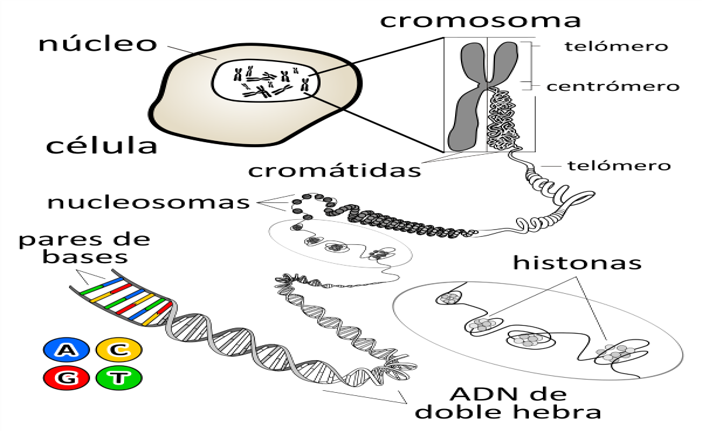 cromosoma
núcleo
telómero
centrómero
célula
cromátidas
telómero
nucleosomas
pares de
bases
histonas
A C
G T
ADN de
doble hebra